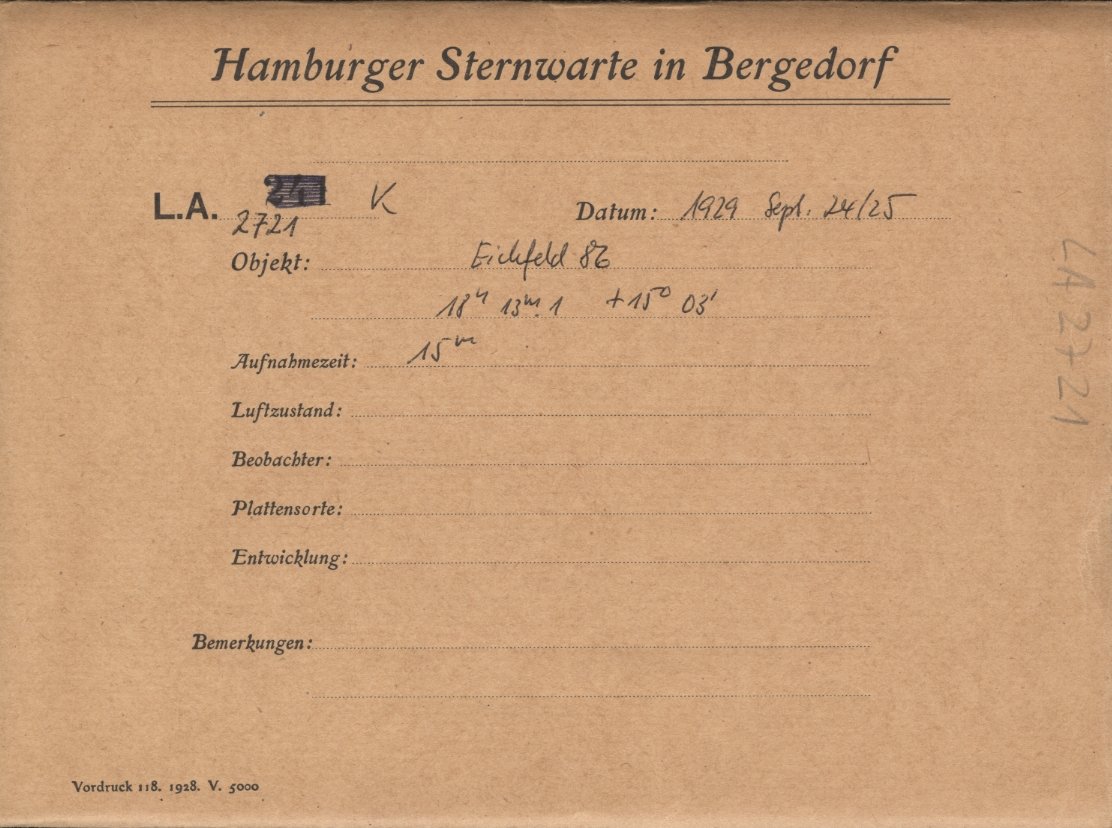 Hamburger Sternwarte in Bergedorf
L.A. 2721 K Datum: 1929 Sept. 24/25
Objekt: Eichfeld 86
18ʰ 13ᵐ.1 +15° 03'
Aufnahmezeit: 15ᵐ
Luftzustand:
Beobachter:
Plattensorte:
Entwicklung:
Bemerkungen:
Vordruck 118. 1928. V. 5000
LA 2721